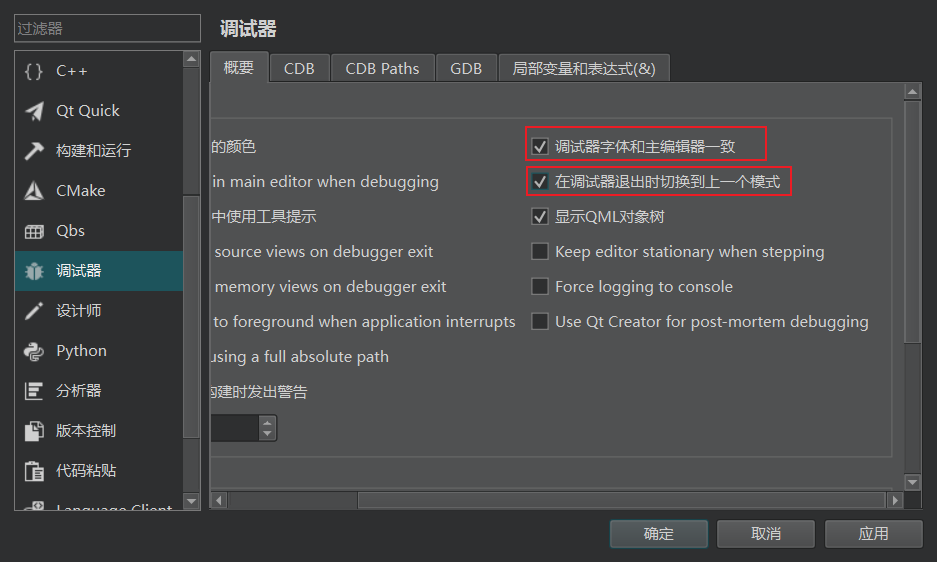 过滤器
C++
Qt Quick
构建和运行
CMake
Qbs
调试器
设计师
Python
分析器
版本控制
代码粘贴
Language Client
调试器
概要 CDB CDB Paths GDB 局部变量和表达式(&)
的颜色 调试器字体和主编辑器一致
in main editor when debugging 在调试器退出时切换到上一个模式
中使用工具提示 显示QML对象树
source views on debugger exit Keep editor stationary when stepping
memory views on debugger exit Force logging to console
to foreground when application interrupts Use Qt Creator for post-mortem debugging
using a full absolute path
构建时发出警告
确定 取消 应用